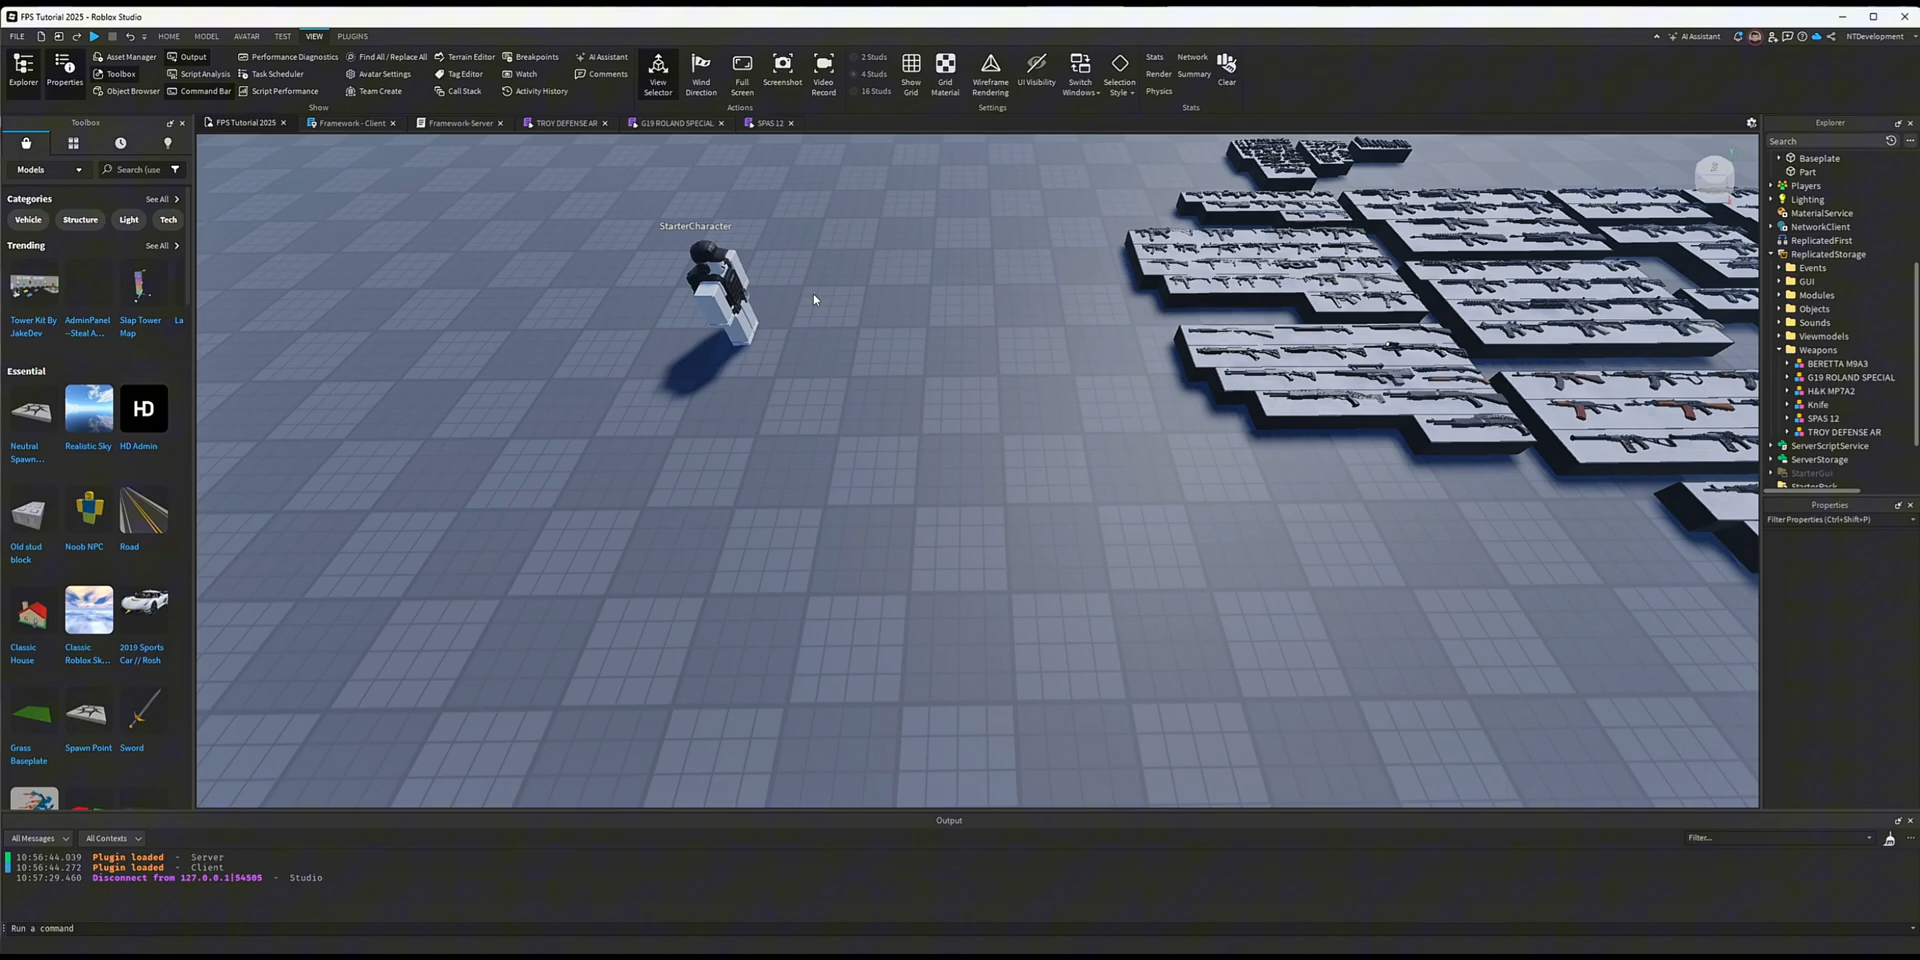 FPS Tutorial 2025 - Roblox Studio
FILE HOME MODEL AVATAR TEST VIEW PLUGINS AI Assistant NTDevelopment
Explorer Properties
Asset Manager Output Performance Diagnostics Find All / Replace All Terrain Editor Breakpoints AI Assistant
Toolbox Script Analysis Task Scheduler Avatar Settings Tag Editor Watch Comments
Object Browser Command Bar Script Performance Team Create Call Stack Activity History
Show
View Selector
Wind Direction
Full Screen
Screenshot
Video Record
Actions
2 Studs
4 Studs
16 Studs
Show Grid
Grid Material
Wireframe Rendering
UI Visibility
Switch Windows
Selection Style
Settings
Stats Network
Render Summary
Physics
Clear
Stats
Toolbox
FPS Tutorial 2025 Framework - Client Framework-Server TROY DEFENSE AR G19 ROLAND SPECIAL SPAS 12
Models Search (use
Categories See All
Vehicle Structure Light Tech
Trending See All
Tower Kit By JakeDev
AdminPanel --Steal A...
Slap Tower Map
La
Essential
HD
Neutral Spawn...
Realistic Sky
HD Admin
Old stud block
Noob NPC
Road
Classic House
Classic Roblox Sk...
2019 Sports Car // Rosh
Grass Baseplate
Spawn Point
Sword
StarterCharacter
Explorer
Search
Baseplate
Part
Players
Lighting
MaterialService
NetworkClient
ReplicatedFirst
ReplicatedStorage
Events
GUI
Modules
Objects
Sounds
Viewmodels
Weapons
BERETTA M9A3
G19 ROLAND SPECIAL
H&K MP7A2
Knife
SPAS 12
TROY DEFENSE AR
ServerScriptService
ServerStorage
StarterGui
StarterPack
Properties
Filter Properties (Ctrl+Shift+P)
Output
All Messages All Contexts Filter...
10:56:44.039 Plugin loaded - Server
10:56:44.272 Plugin loaded - Client
10:57:29.460 Disconnect from 127.0.0.1|54505 - Studio
Run a command